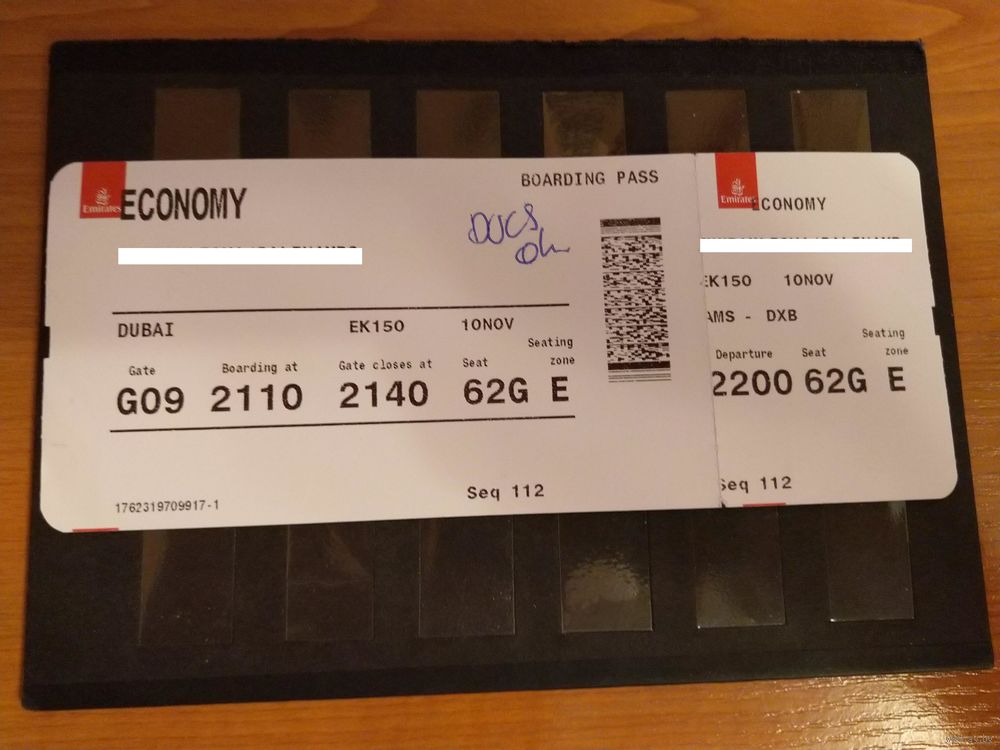 Emirates
ECONOMY
BOARDING PASS
DOCS
Ok
DUBAI EK150 10NOV
Gate Boarding at Gate closes at Seat Seating zone
G09 2110 2140 62G E
Seq 112
1762319709917-1
Emirates
ECONOMY
EK150 10NOV
AMS - DXB
Departure Seat Seating zone
2200 62G E
Seq 112